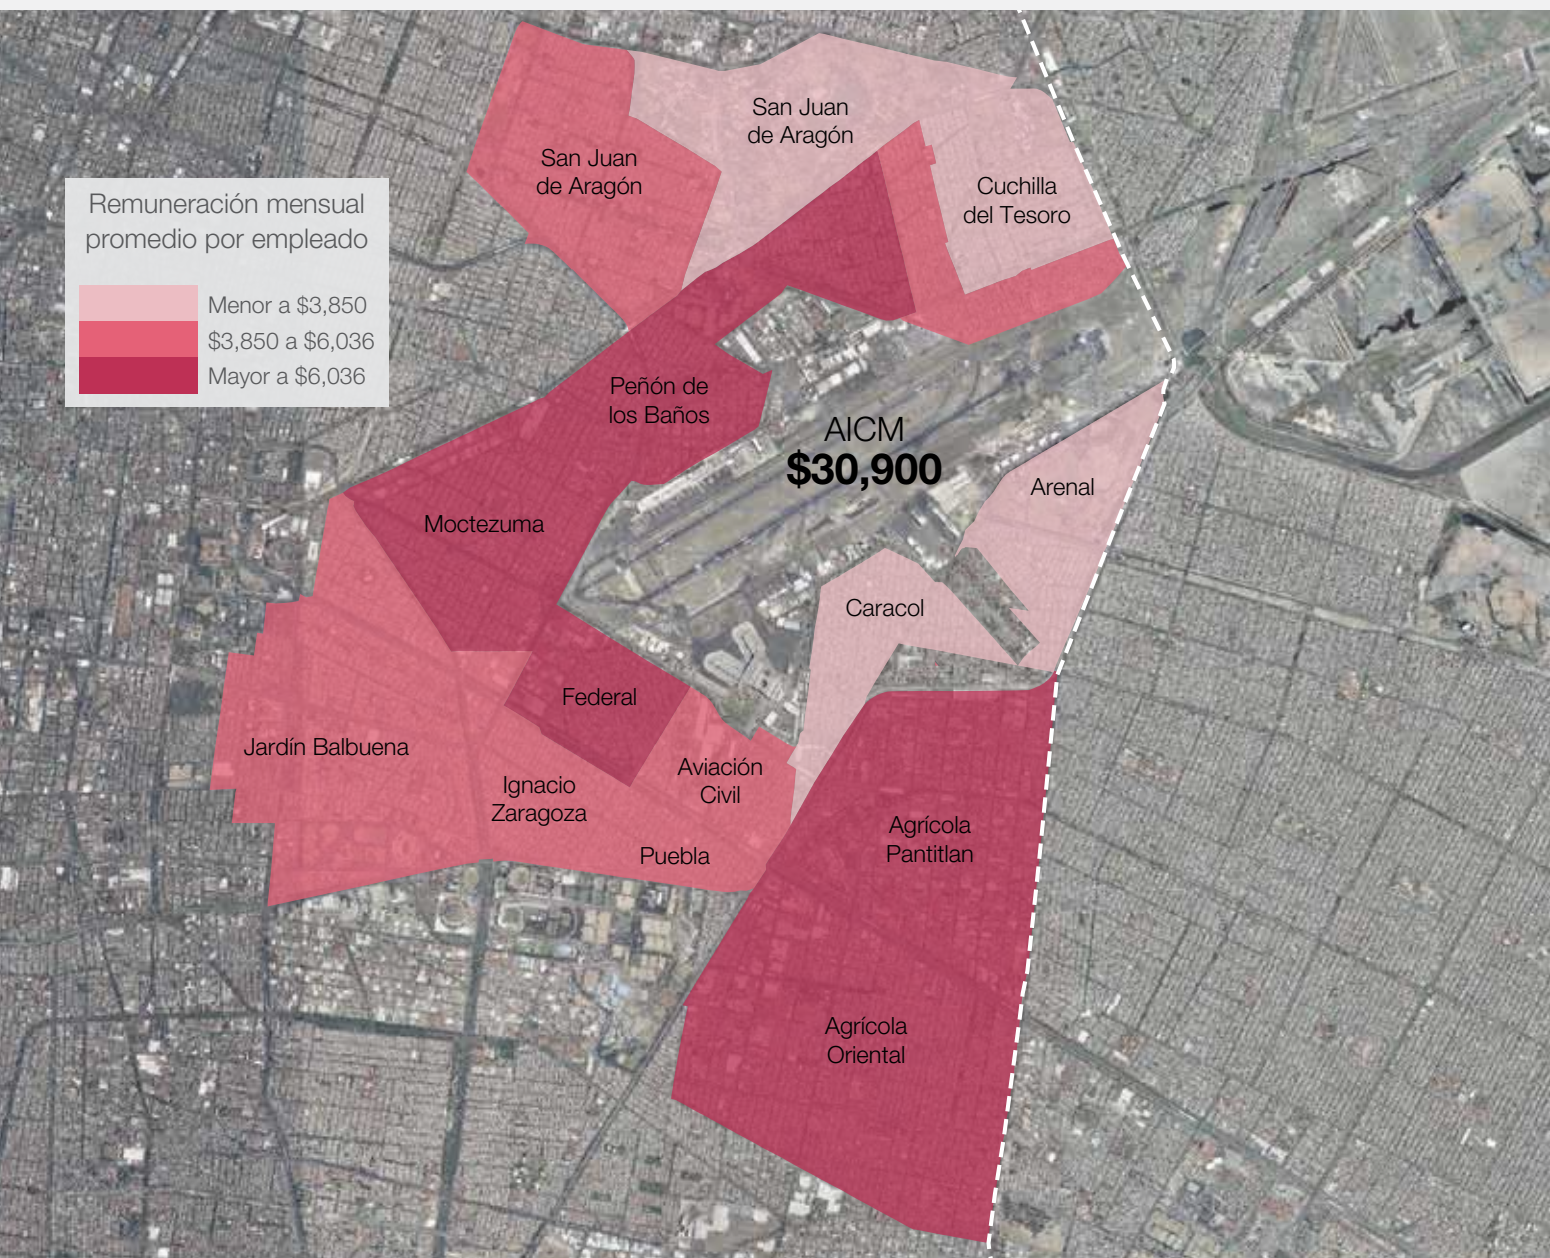 San Juan
de Aragón
San Juan
de Aragón
Cuchilla
del Tesoro
Remuneración mensual
promedio por empleado
Menor a $3,850
$3,850 a $6,036
Mayor a $6,036
Peñón de
los Baños
AICM
$30,900
Arenal
Moctezuma
Caracol
Federal
Jardín Balbuena
Aviación
Civil
Ignacio
Zaragoza
Puebla
Agrícola
Pantitlan
Agrícola
Oriental